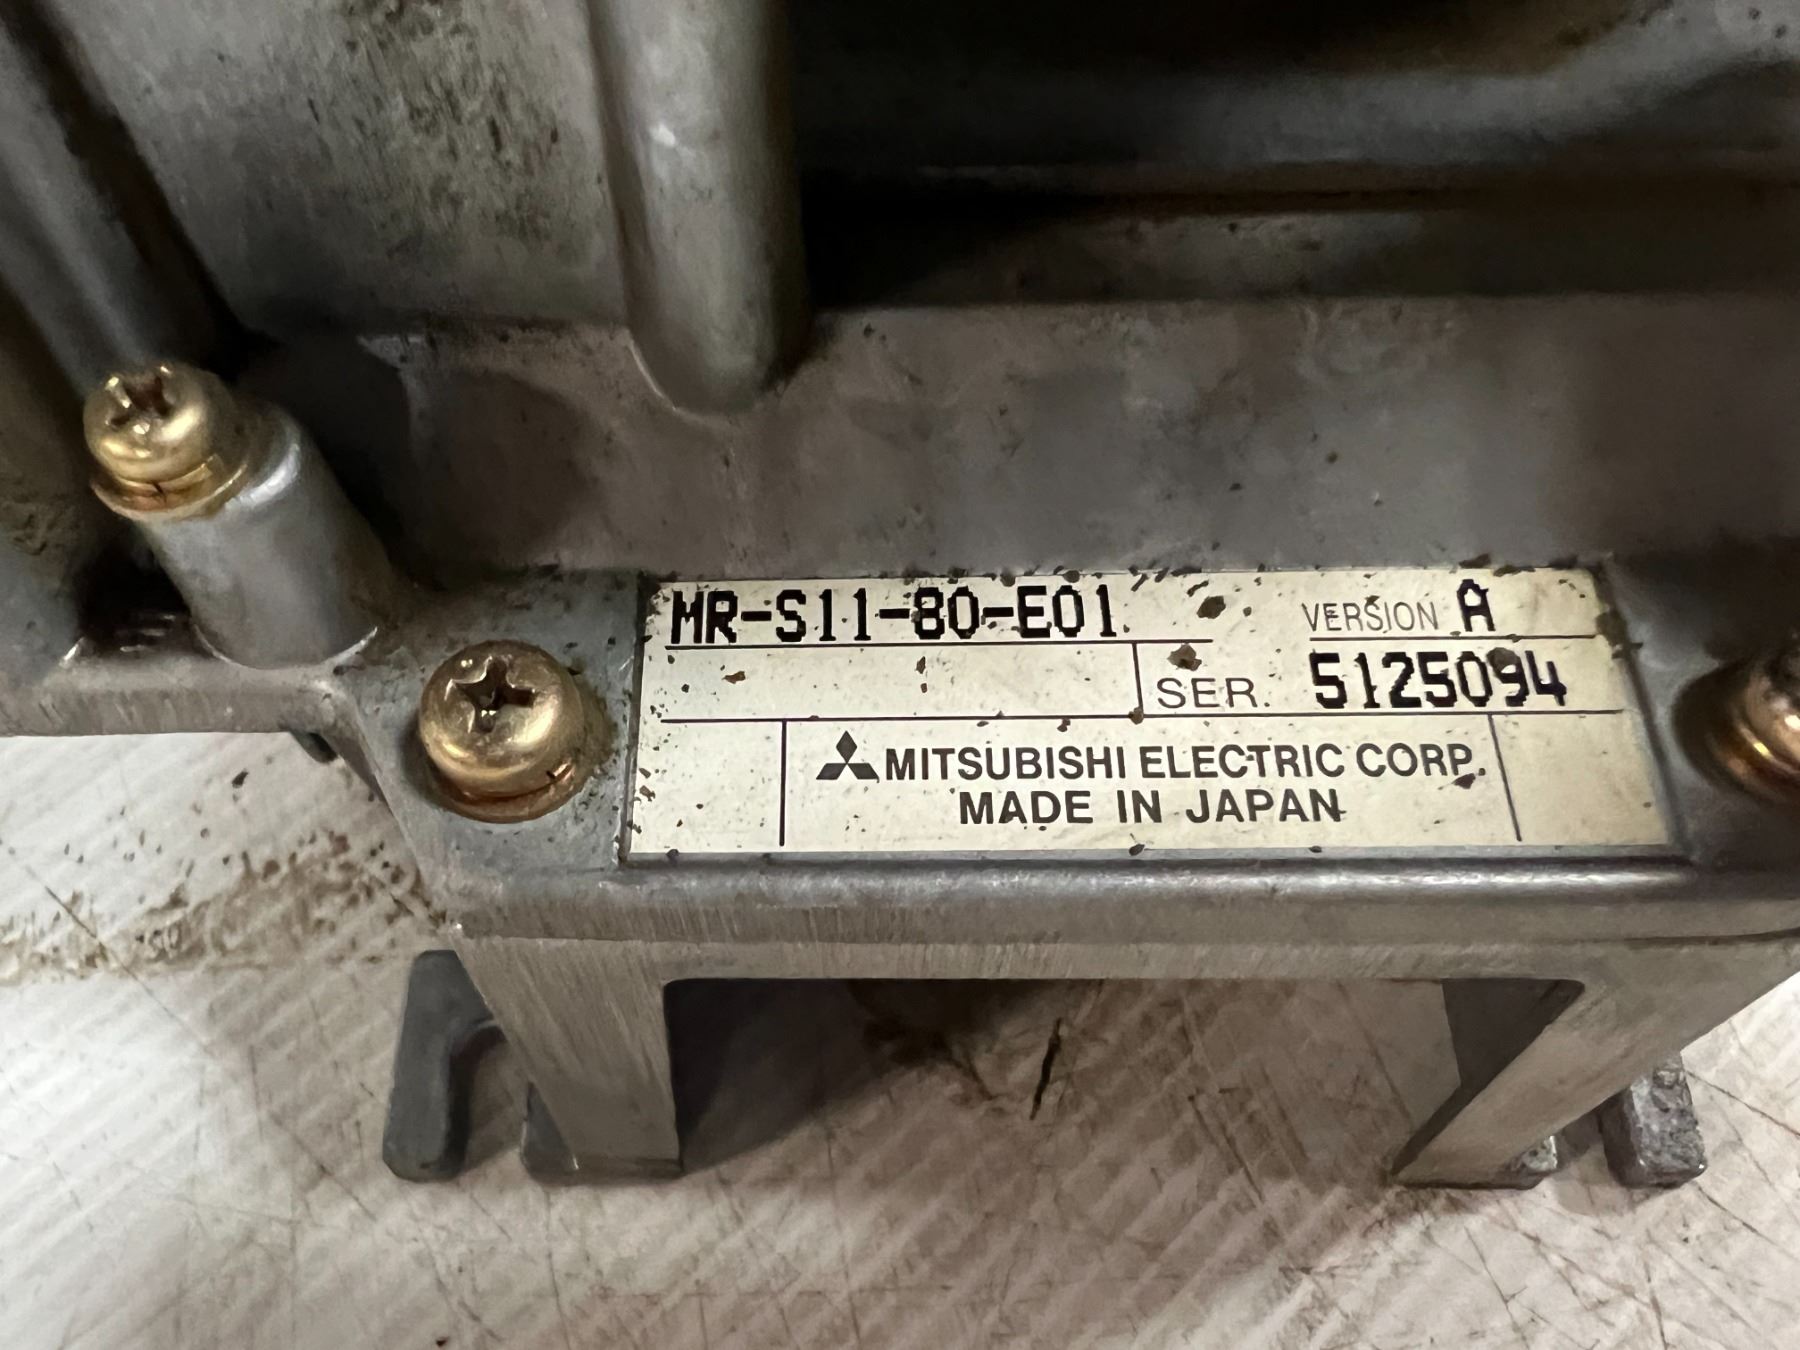 MR-S11-80-E01
VERSION A
SER. 5125094
MITSUBISHI ELECTRIC CORP.
MADE IN JAPAN